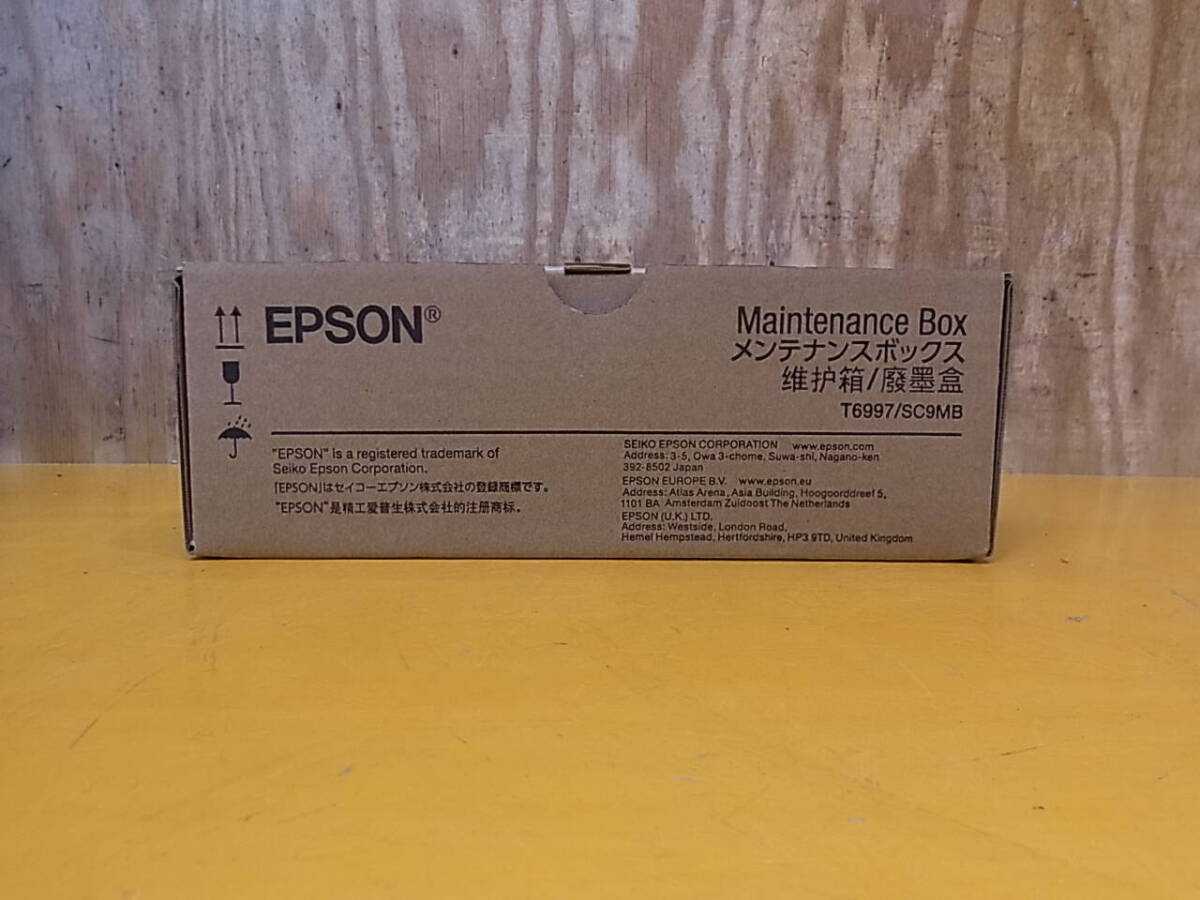 EPSON®
Maintenance Box
メンテナンスボックス
维护箱/廢墨盒
T6997/SC9MB
"EPSON" is a registered trademark of
Seiko Epson Corporation.
「EPSON」はセイコーエプソン株式会社の登録商標です。
"EPSON"是精工爱普生株式会社的注册商标.
SEIKO EPSON CORPORATION www.epson.com
Address: 3-5, Owa 3-chome, Suwa-shi, Nagano-ken
392-8502 Japan
EPSON EUROPE B.V. www.epson.eu
Address: Atlas Arena, Asia Building, Hoogoorddreef 5,
1101 BA Amsterdam Zuidoost The Netherlands
EPSON (U.K.) LTD.
Address: Westside, London Road,
Hemel Hempstead, Hertfordshire, HP3 9TD, United Kingdom